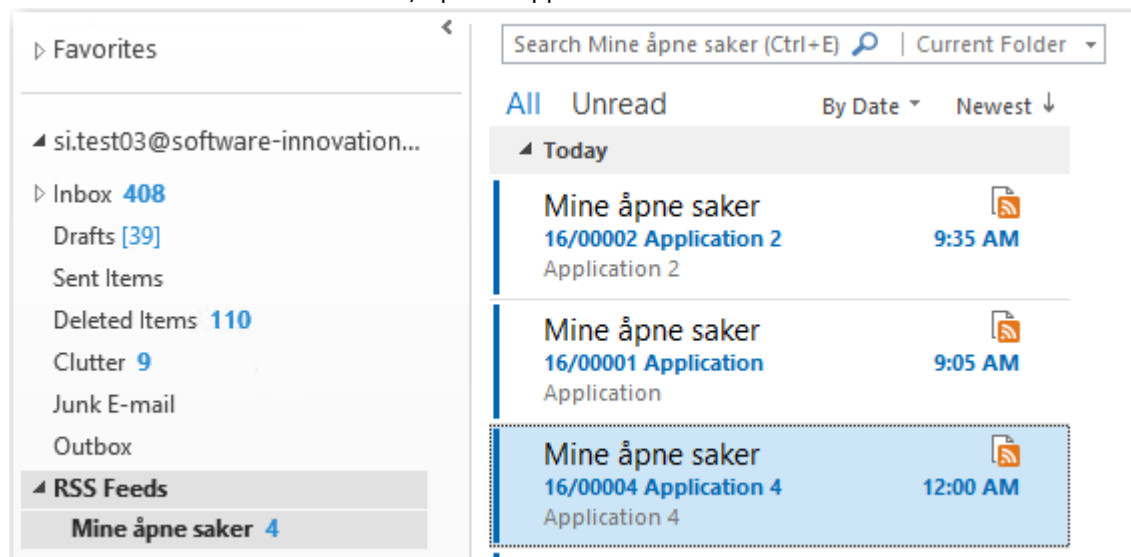 Favorites
si.test03@software-innovation...
Inbox 408
Drafts [39]
Sent Items
Deleted Items 110
Clutter 9
Junk E-mail
Outbox
RSS Feeds
Mine åpne saker 4
Search Mine åpne saker (Ctrl+E) | Current Folder
All Unread By Date Newest
Today
Mine åpne saker
16/00002 Application 2 9:35 AM
Application 2
Mine åpne saker
16/00001 Application 9:05 AM
Application
Mine åpne saker
16/00004 Application 4 12:00 AM
Application 4